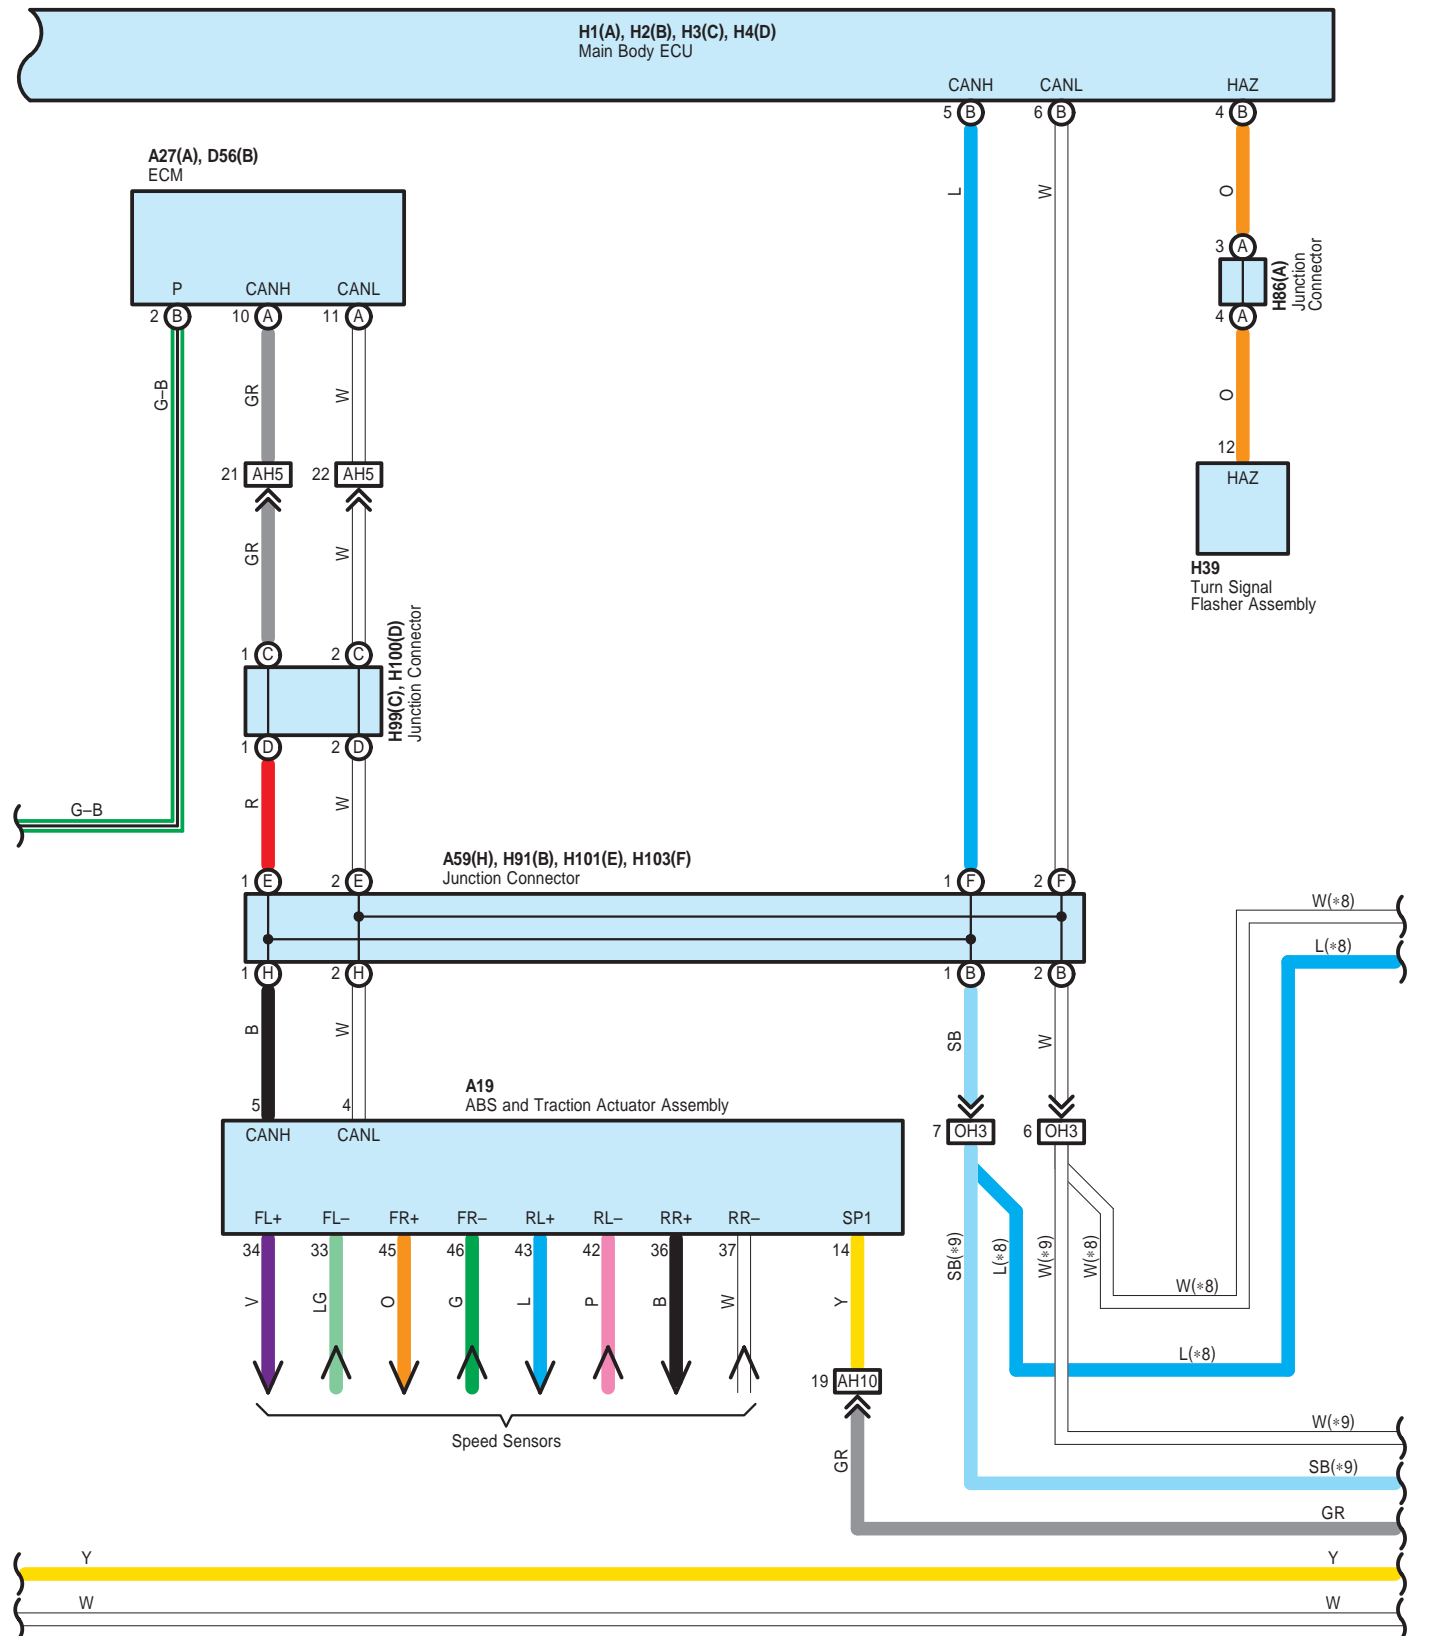 H1(A), H2(B), H3(C), H4(D)
Main Body ECU
CANH CANL HAZ
5 B 6 B 4 B
A27(A), D56(B)
ECM
P CANH CANL
2 B 10 A 11 A
L W O
3 A
H86(A)
Junction
Connector
4 A
G–B GR W O
12
HAZ
H39
Turn Signal
Flasher Assembly
21 AH5 22 AH5
GR W
1 C 2 C
H99(C), H100(D)
Junction Connector
1 D 2 D
R W
G–B
A59(H), H91(B), H101(E), H103(F)
Junction Connector
1 E 2 E 1 F 2 F
W(*8)
L(*8)
1 H 2 H 1 B 2 B
B W SB W
A19
ABS and Traction Actuator Assembly
5 4
CANH CANL
7 OH3 6 OH3
FL+ FL– FR+ FR– RL+ RL– RR+ RR– SP1
34 33 45 46 43 42 36 37 14
V LG O G L P B W Y
SB(*9) L(*8) W(*9) W(*8)
W(*8)
L(*8)
19 AH10
Speed Sensors
GR
W(*9)
SB(*9)
GR
Y Y
W W